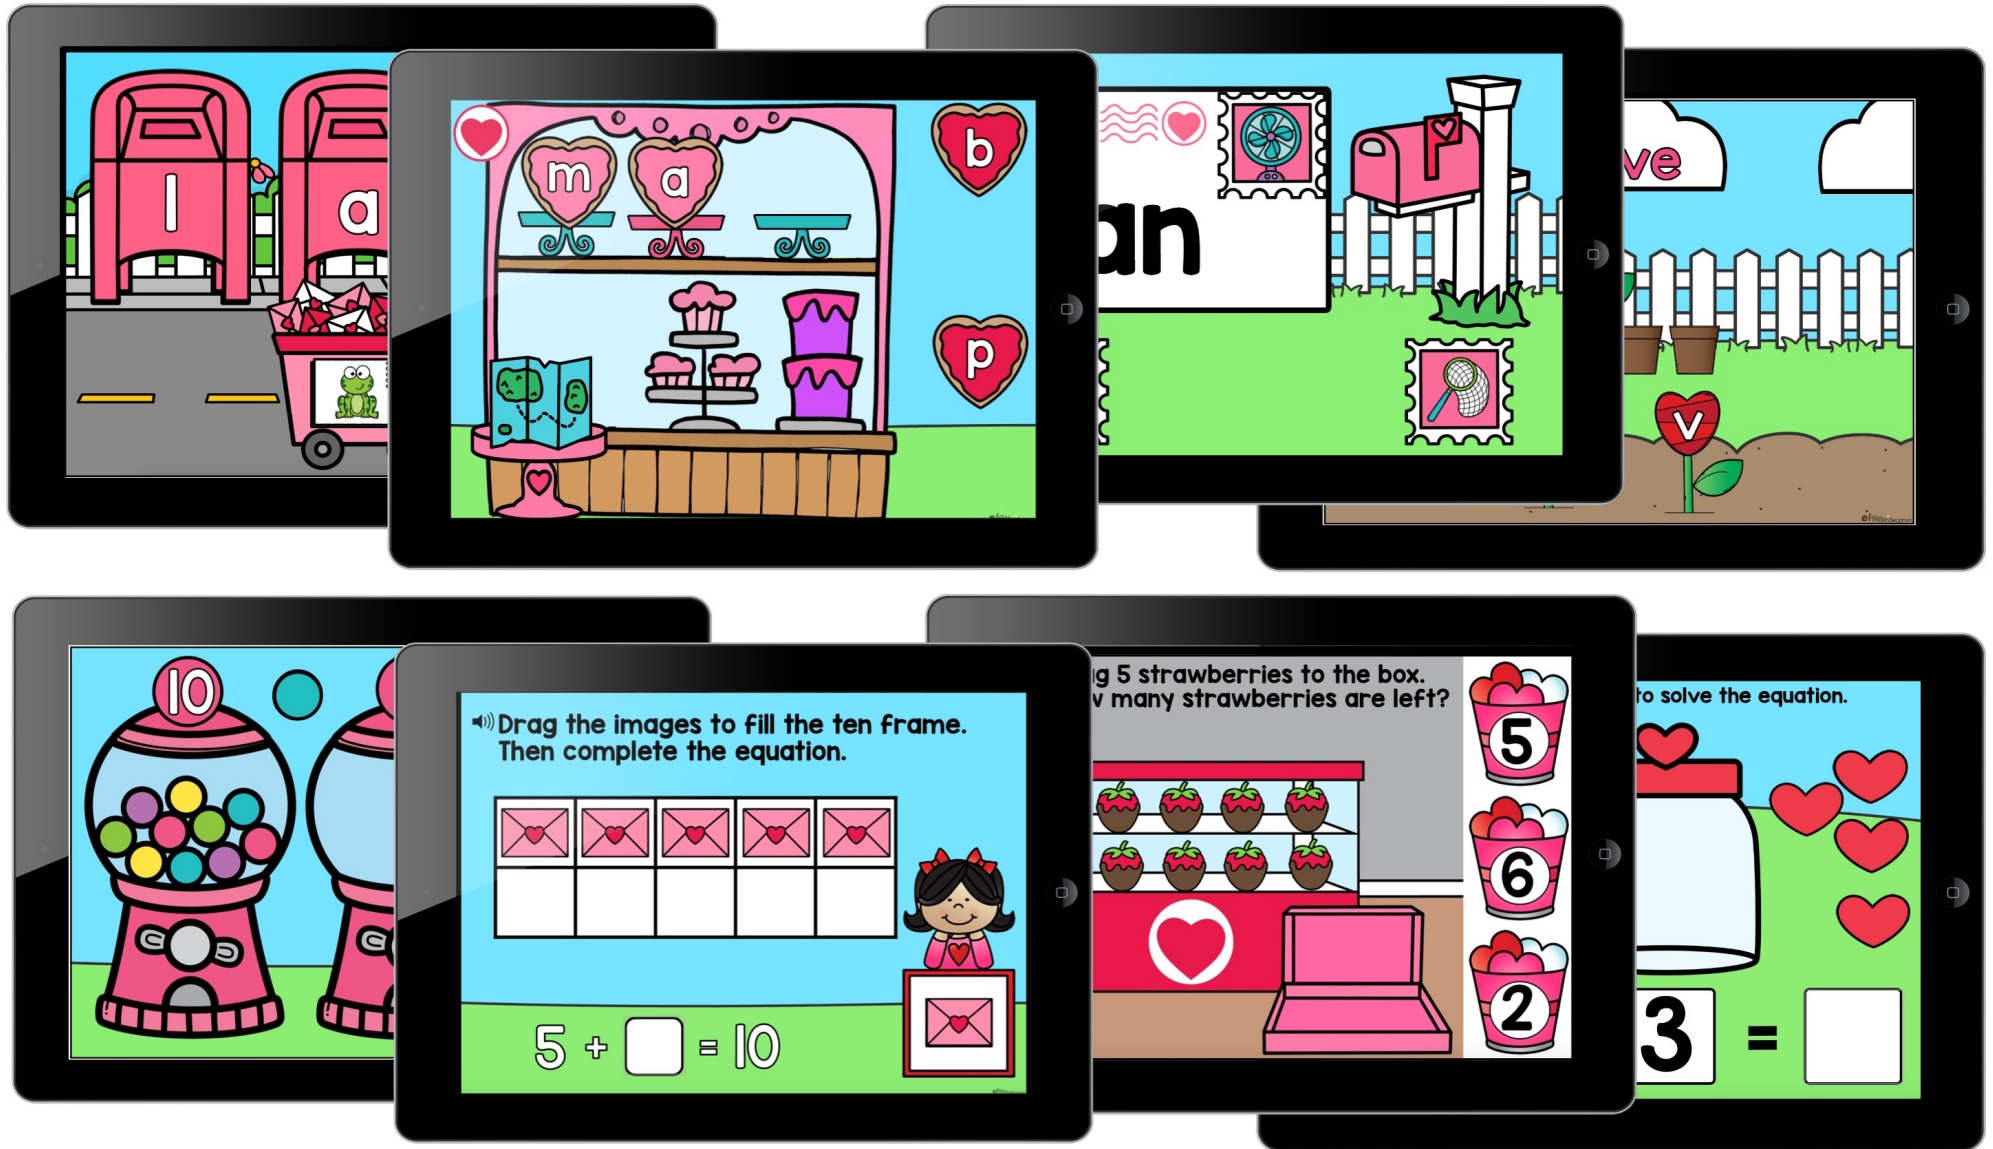 l
a
m
a
b
p
an
ve
v
10
Drag the images to fill the ten frame.
Then complete the equation.
5 + = 10
g 5 strawberries to the box.
w many strawberries are left?
5
6
2
to solve the equation.
3 =